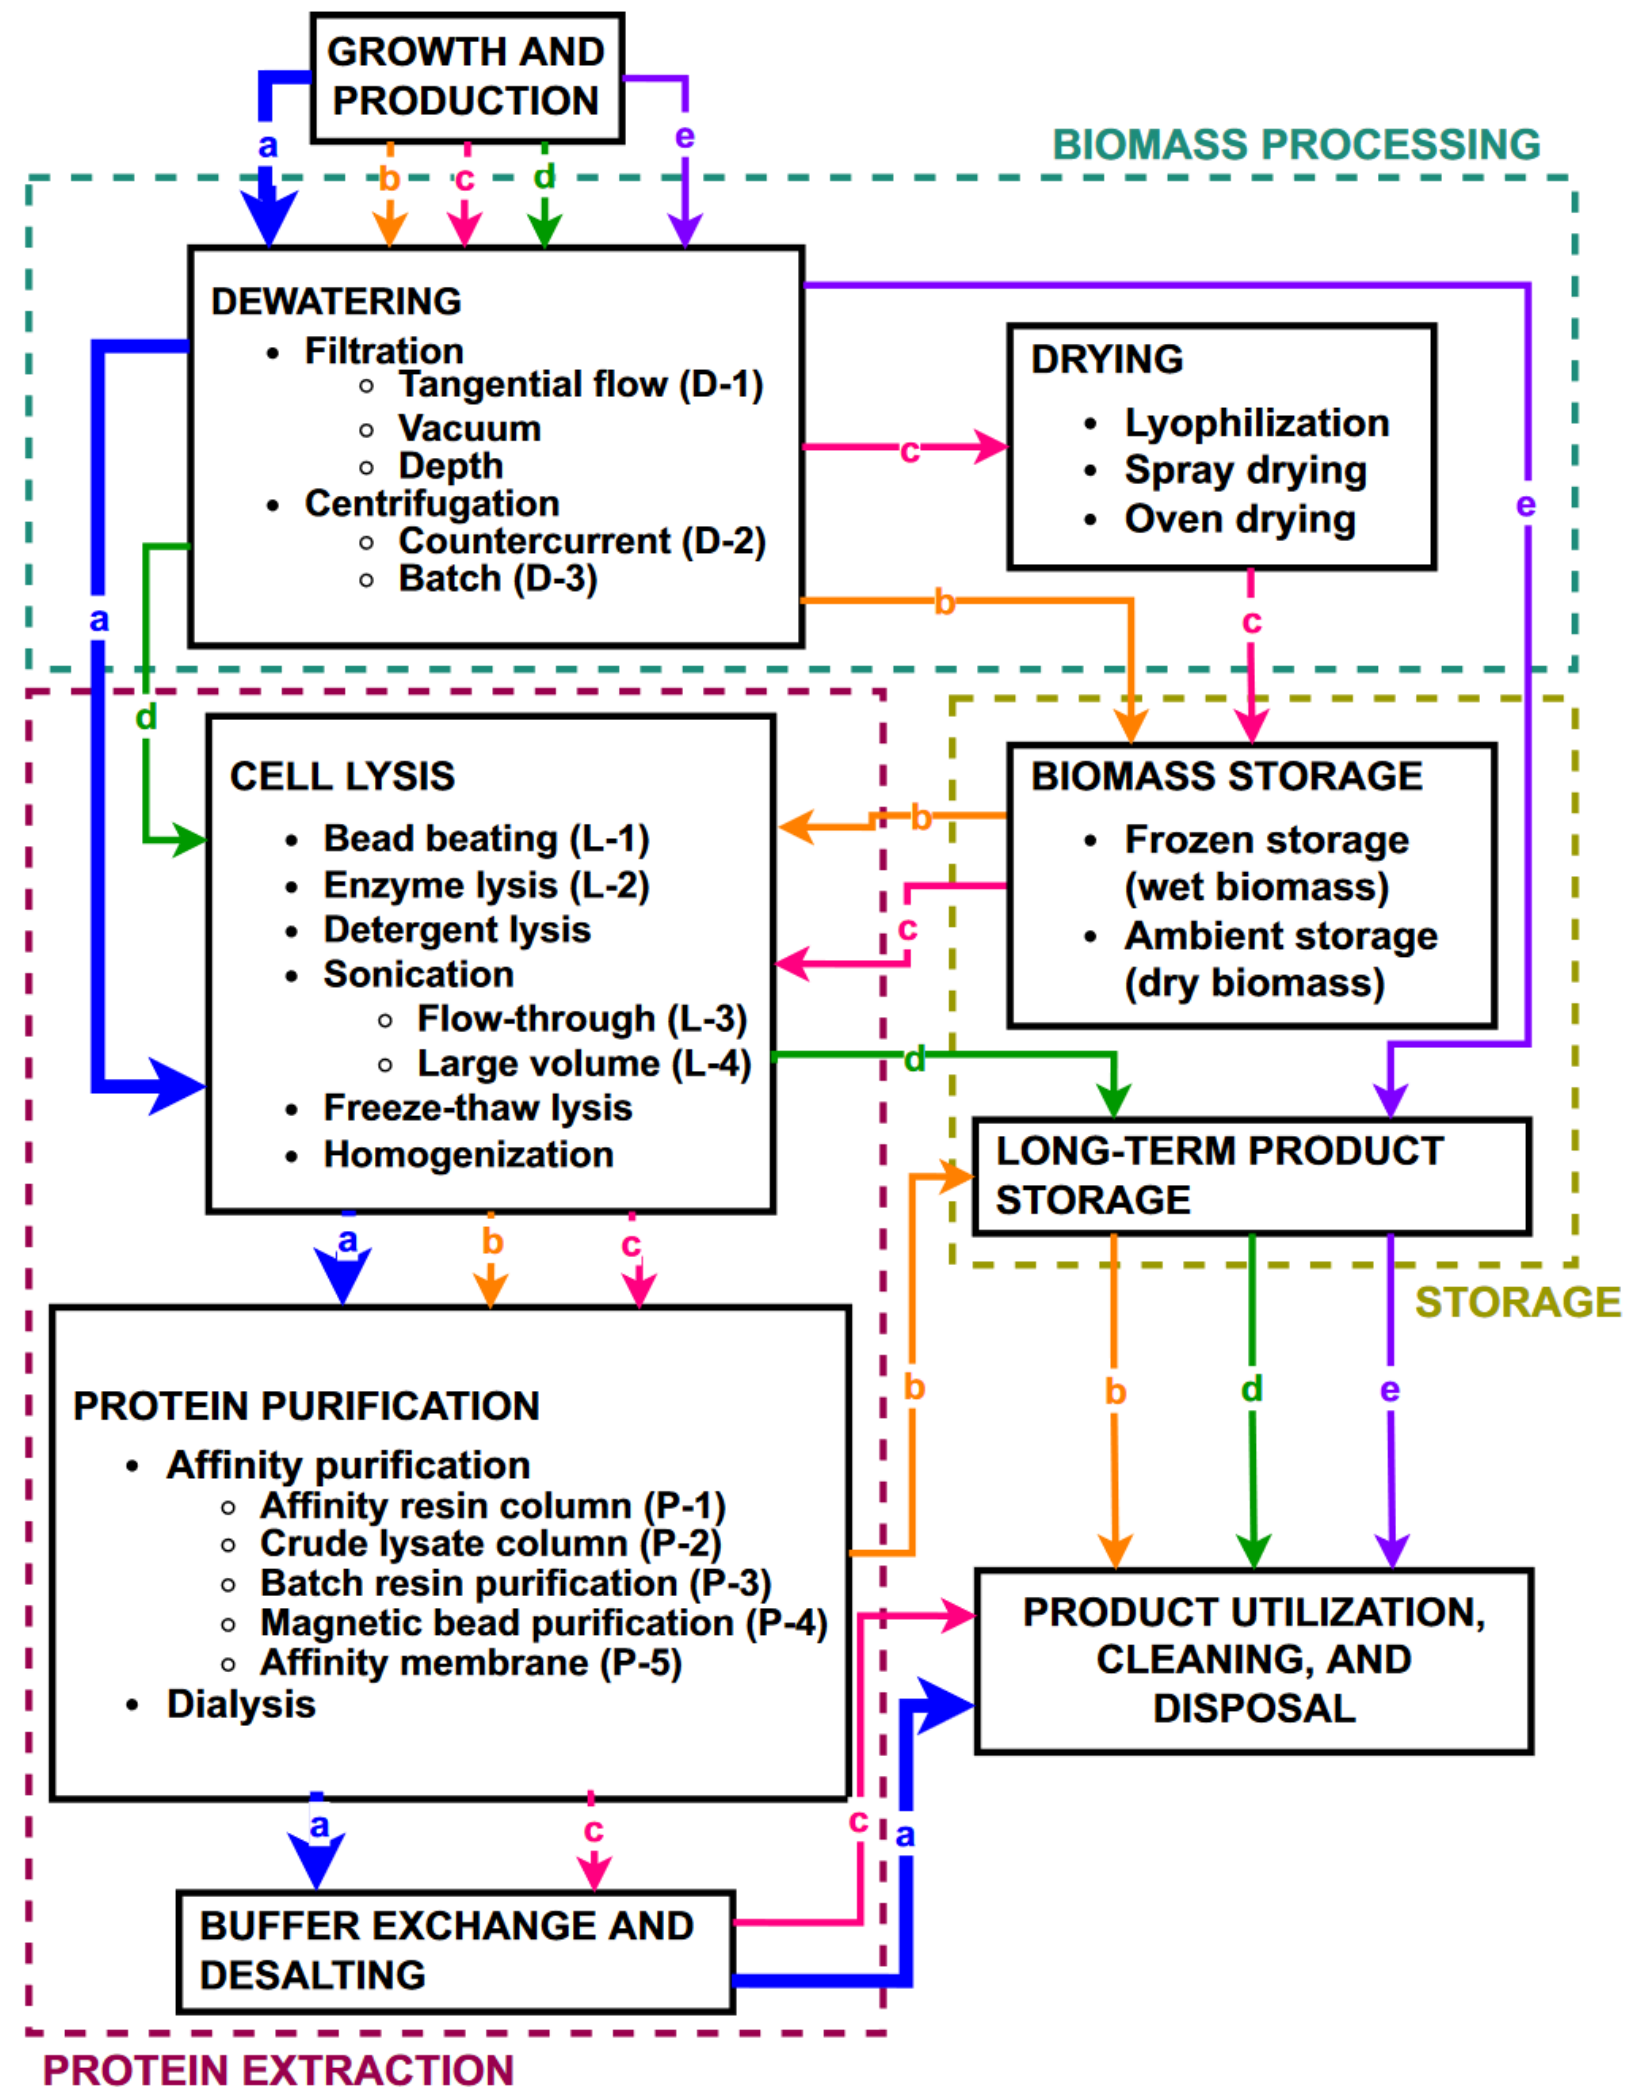 GROWTH AND
PRODUCTION
a
b
c
d
e
BIOMASS PROCESSING
DEWATERING
• Filtration
○ Tangential flow (D-1)
○ Vacuum
○ Depth
• Centrifugation
○ Countercurrent (D-2)
○ Batch (D-3)
DRYING
• Lyophilization
• Spray drying
• Oven drying
c
e
b
c
a
d
CELL LYSIS
• Bead beating (L-1)
• Enzyme lysis (L-2)
• Detergent lysis
• Sonication
○ Flow-through (L-3)
○ Large volume (L-4)
• Freeze-thaw lysis
• Homogenization
BIOMASS STORAGE
• Frozen storage
(wet biomass)
• Ambient storage
(dry biomass)
b
c
d
LONG-TERM PRODUCT
STORAGE
STORAGE
a
b
c
PROTEIN PURIFICATION
• Affinity purification
○ Affinity resin column (P-1)
○ Crude lysate column (P-2)
○ Batch resin purification (P-3)
○ Magnetic bead purification (P-4)
○ Affinity membrane (P-5)
• Dialysis
b
b
d
e
PRODUCT UTILIZATION,
CLEANING, AND
DISPOSAL
a
c
c
a
BUFFER EXCHANGE AND
DESALTING
PROTEIN EXTRACTION